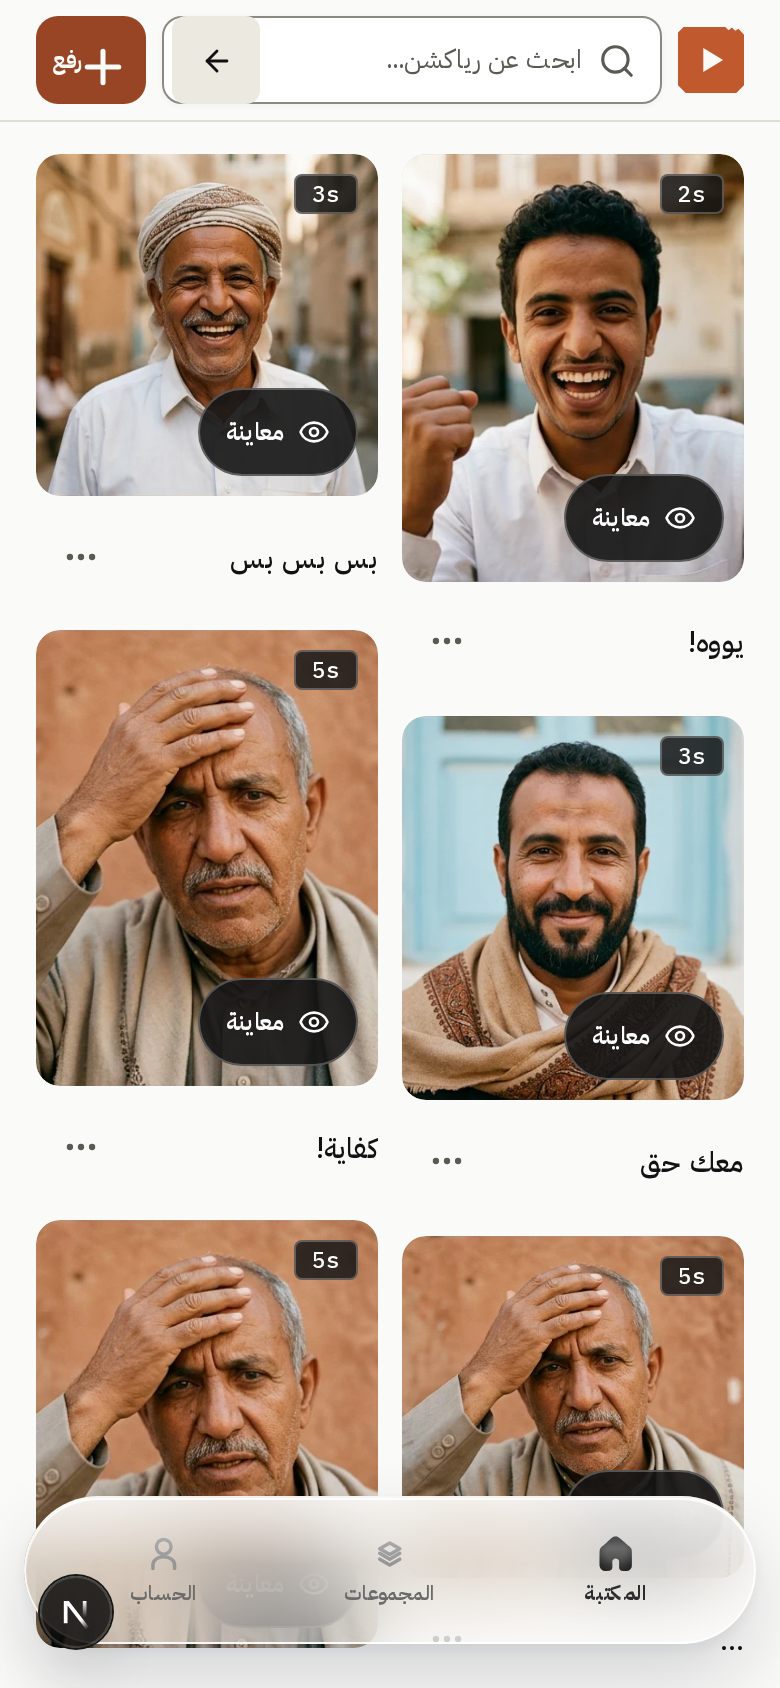 ابحث عن رياكشن...
رفع
2s
معاينة
يووه!
3s
معاينة
بس بس بس
3s
معاينة
معك حق
5s
معاينة
كفاية!
5s
5s
معاينة
المكتبة
المجموعات
الحساب
N